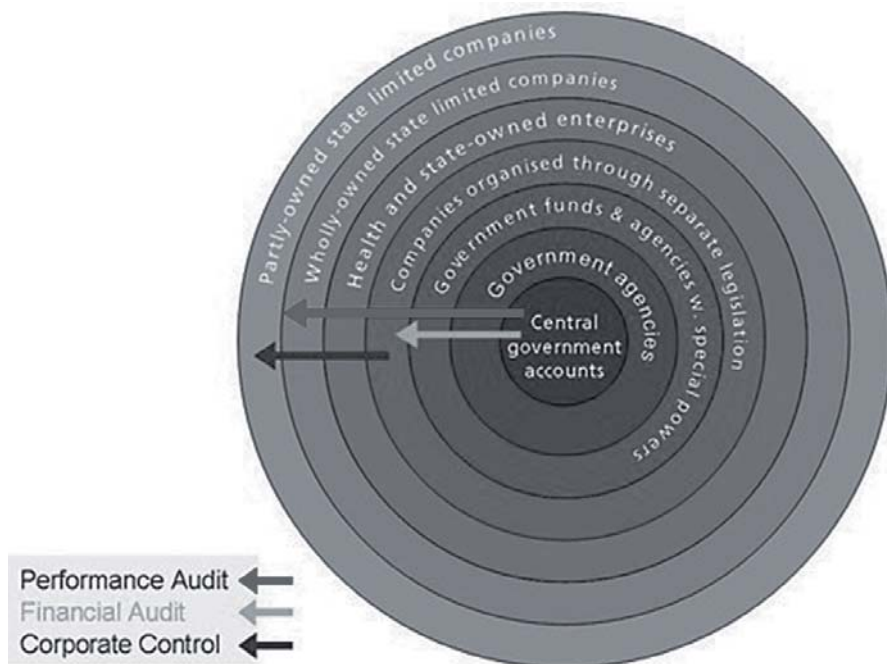 Partly-owned state limited companies
Wholly-owned state limited companies
Health and state-owned enterprises
Companies organised through separate legislation
Government funds & agencies w. special powers
Government agencies
Central
government
accounts
Performance Audit
Financial Audit
Corporate Control